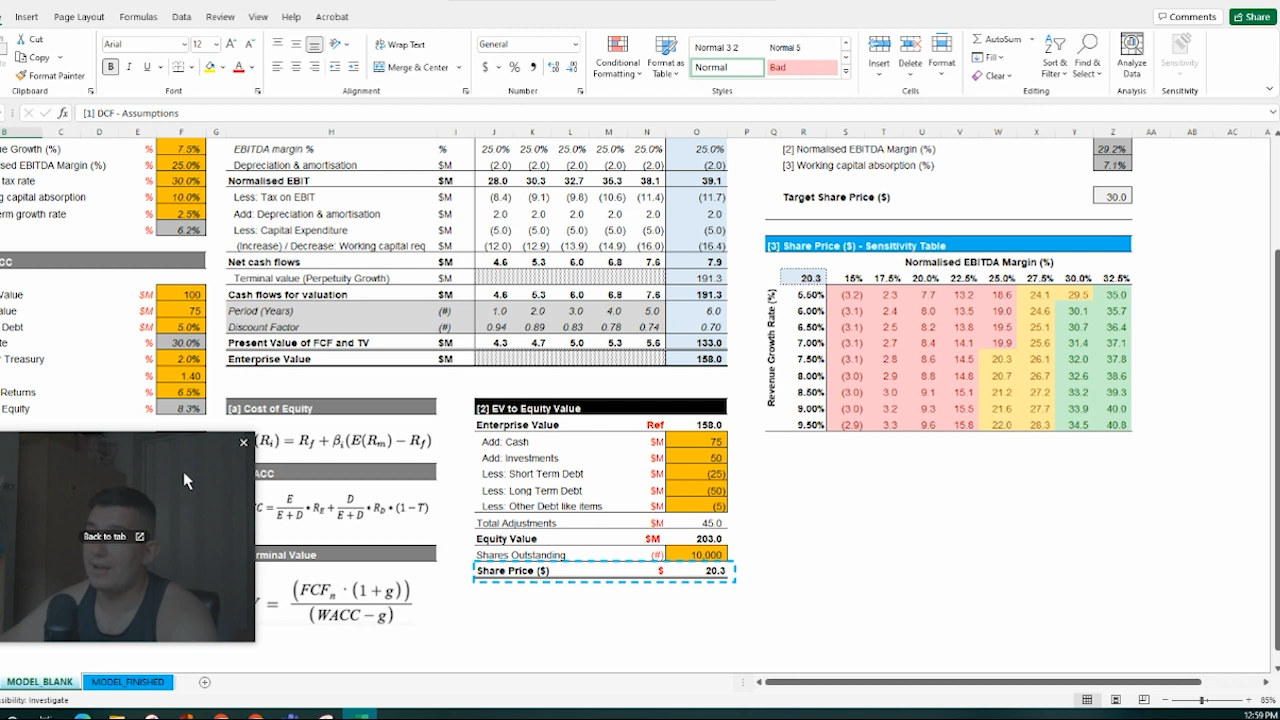 Insert Page Layout Formulas Data Review View Help Acrobat Comments Share
Cut Arial 12 Wrap Text General Normal 3 2 Normal 5 AutoSum
Copy Conditional Formatting Format as Table Insert Delete Format Fill Sort & Filter Find & Select Analyze Data Sensitivity
Format Painter B I U A Merge & Center $ % Normal Bad Clear
Clipboard Font Alignment Number Styles Cells Editing Analysis Sensitivity
fx [1] DCF - Assumptions
B C D E F G H I J K L M N O P Q R S T U V W X Y Z AA AB AC
ue Growth (%) % 7.5% EBITDA margin % % 25.0% 25.0% 25.0% 25.0% 25.0% 25.0% [2] Normalised EBITDA Margin (%) 29.2%
sed EBITDA Margin (%) % 25.0% Depreciation & amortisation $M (2.0) (2.0) (2.0) (2.0) (2.0) (2.0) [3] Working capital absorption (%) 7.1%
tax rate % 30.0% Normalised EBIT $M 28.0 30.3 32.7 35.3 38.1 39.1
ng capital absorption % 10.0% Less: Tax on EBIT $M (8.4) (9.1) (9.8) (10.6) (11.4) (11.7) Target Share Price ($) 30.0
rm growth rate % 2.5% Add: Depreciation & amortisation $M 2.0 2.0 2.0 2.0 2.0 2.0
% 6.2% Less: Capital Expenditure $M (5.0) (5.0) (5.0) (5.0) (5.0) (5.0)
(Increase) / Decrease: Working capital req $M (12.0) (12.9) (13.9) (14.9) (16.0) (16.4) [3] Share Price ($) - Sensitivity Table
CC Net cash flows $M 4.6 5.3 6.0 6.8 7.6 7.9 Normalised EBITDA Margin (%)
Terminal value (Perpetuity Growth) $M 191.3 20.3 15% 17.5% 20.0% 22.5% 25.0% 27.5% 30.0% 32.5%
Value $M 100 Cash flows for valuation $M 4.6 5.3 6.0 6.8 7.6 191.3 5.50% (3.2) 2.3 7.7 13.2 18.6 24.1 29.5 35.0
alue $M 75 Period (Years) (#) 1.0 2.0 3.0 4.0 5.0 6.0 6.00% (3.1) 2.4 8.0 13.5 19.0 24.6 30.1 35.7
Debt % 5.0% Discount Factor (#) 0.94 0.89 0.83 0.78 0.74 0.70 6.50% (3.1) 2.5 8.2 13.8 19.5 25.1 30.7 36.4
te % 30.0% Present Value of FCF and TV $M 4.3 4.7 5.0 5.3 5.6 133.0 7.00% (3.1) 2.7 8.4 14.1 19.9 25.6 31.4 37.1
r Treasury % 2.0% Enterprise Value $M 158.0 7.50% (3.1) 2.8 8.6 14.5 20.3 26.1 32.0 37.8
% 1.40 8.00% (3.0) 2.9 8.8 14.8 20.7 26.7 32.6 38.6
Returns % 6.5% 8.50% (3.0) 3.0 9.1 15.1 21.2 27.2 33.2 39.3
Equity % 8.3% [a] Cost of Equity [2] EV to Equity Value 9.00% (3.0) 3.2 9.3 15.5 21.6 27.7 33.9 40.0
Enterprise Value Ref 158.0 9.50% (2.9) 3.3 9.6 15.8 22.0 28.3 34.5 40.8
Revenue Growth Rate (%)
(Ri) = Rf + βi(E(Rm) − Rf) Add: Cash $M 75
Add: Investments $M 50
ACC Less: Short Term Debt $M (25)
Less: Long Term Debt $M (50)
C = E/(E + D) • RE + D/(E + D) • RD • (1 − T) Less: Other Debt like items $M (5)
Total Adjustments $M 45.0
Back to tab Equity Value $M 203.0
rminal Value Shares Outstanding (#) 10,000
Share Price ($) $ 20.3
= (FCFn · (1 + g)) / (WACC − g)
MODEL_BLANK MODEL_FINISHED
ssibility: Investigate 85%
12:59 PM